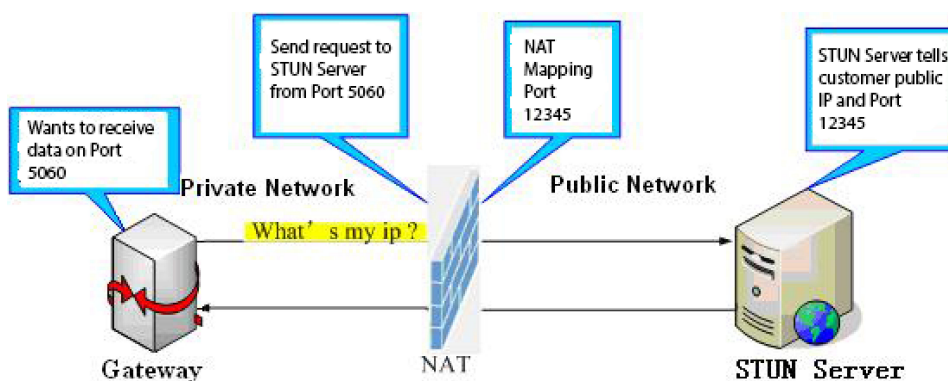 Send request to
STUN Server
from Port 5060
NAT
Mapping
Port
12345
STUN Server tells
customer public
IP and Port
12345
Wants to receive
data on Port
5060
Private Network
Public Network
What's my ip ?
Gateway
NAT
STUN Server